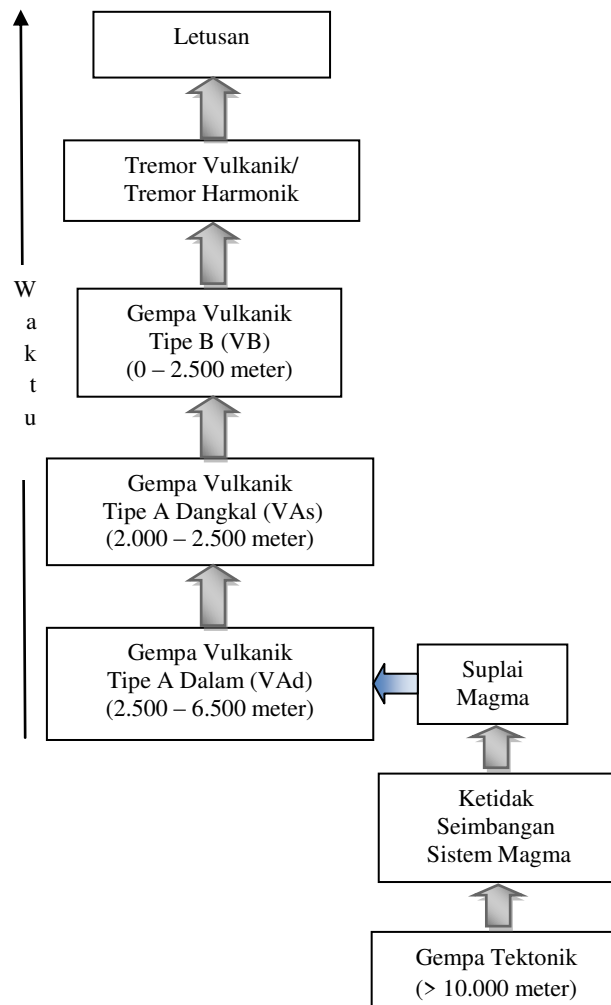 Letusan
Tremor Vulkanik/
Tremor Harmonik
W
a
k
t
u
Gempa Vulkanik
Tipe B (VB)
(0 – 2.500 meter)
Gempa Vulkanik
Tipe A Dangkal (VAs)
(2.000 – 2.500 meter)
Gempa Vulkanik
Tipe A Dalam (VAd)
(2.500 – 6.500 meter)
Suplai
Magma
Ketidak
Seimbangan
Sistem Magma
Gempa Tektonik
(> 10.000 meter)